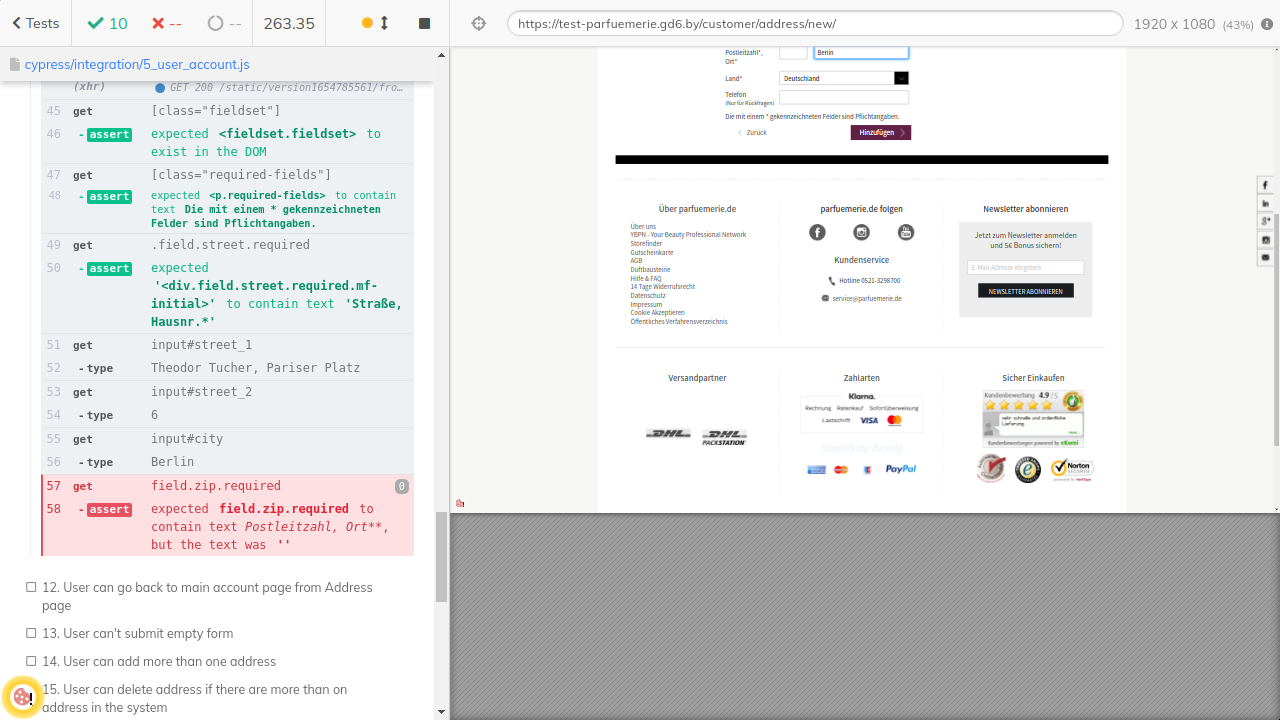 Tests
10
--
--
263.35
https://test-parfuemerie.gd6.by/customer/address/new/
1920 x 1080 (43%)
cypress/integration/5_user_account.js
(xhr) GET 200 /static/version1654785561/fro…
45 get [class="fieldset"]
46 -assert expected <fieldset.fieldset> to
exist in the DOM
47 get [class="required-fields"]
48 -assert expected <p.required-fields> to contain
text Die mit einem * gekennzeichneten
Felder sind Pflichtangaben.
49 get .field.street.required
50 -assert expected
'<div.field.street.required.mf-
initial>' to contain text 'Straße,
Hausnr.*'
51 get input#street_1
52 -type Theodor Tucher, Pariser Platz
53 get input#street_2
54 -type 6
55 get input#city
56 -type Berlin
57 get field.zip.required 0
58 -assert expected field.zip.required to
contain text Postleitzahl, Ort**,
but the text was ''
12. User can go back to main account page from Address
page
13. User can't submit empty form
14. User can add more than one address
15. User can delete address if there are more than on
address in the system
Postleitzahl*,
Ort*
Berlin
Land*
Deutschland
Telefon
(Nur für Rückfragen)
Die mit einem * gekennzeichneten Felder sind Pflichtangaben.
Zurück
Hinzufügen
Über parfuemerie.de
Über uns
YBPN - Your Beauty Professional Network
Storefinder
Gutscheinkarte
AGB
Duftbausteine
Hilfe & FAQ
14 Tage Widerrufsrecht
Datenschutz
Impressum
Cookie Akzeptieren
Öffentliches Verfahrensverzeichnis
parfuemerie.de folgen
Kundenservice
Hotline 0521-3298700
service@parfuemerie.de
Newsletter abonnieren
Jetzt zum Newsletter anmelden
und 5€ Bonus sichern!
E-Mail Adresse eingeben
NEWSLETTER ABONNIEREN
Versandpartner
DHL
DHL
PACKSTATION
Zahlarten
Klarna.
Rechnung Ratenkauf Sofortüberweisung
Lastschrift VISA
Simplifying Buying
PayPal
Sicher Einkaufen
Kundenbewertung 4.9 /5
sehr schnelle und ordentliche
Lieferung
Kundenbewertungen powered by eKomi
Norton
SECURED
powered by VeriSign